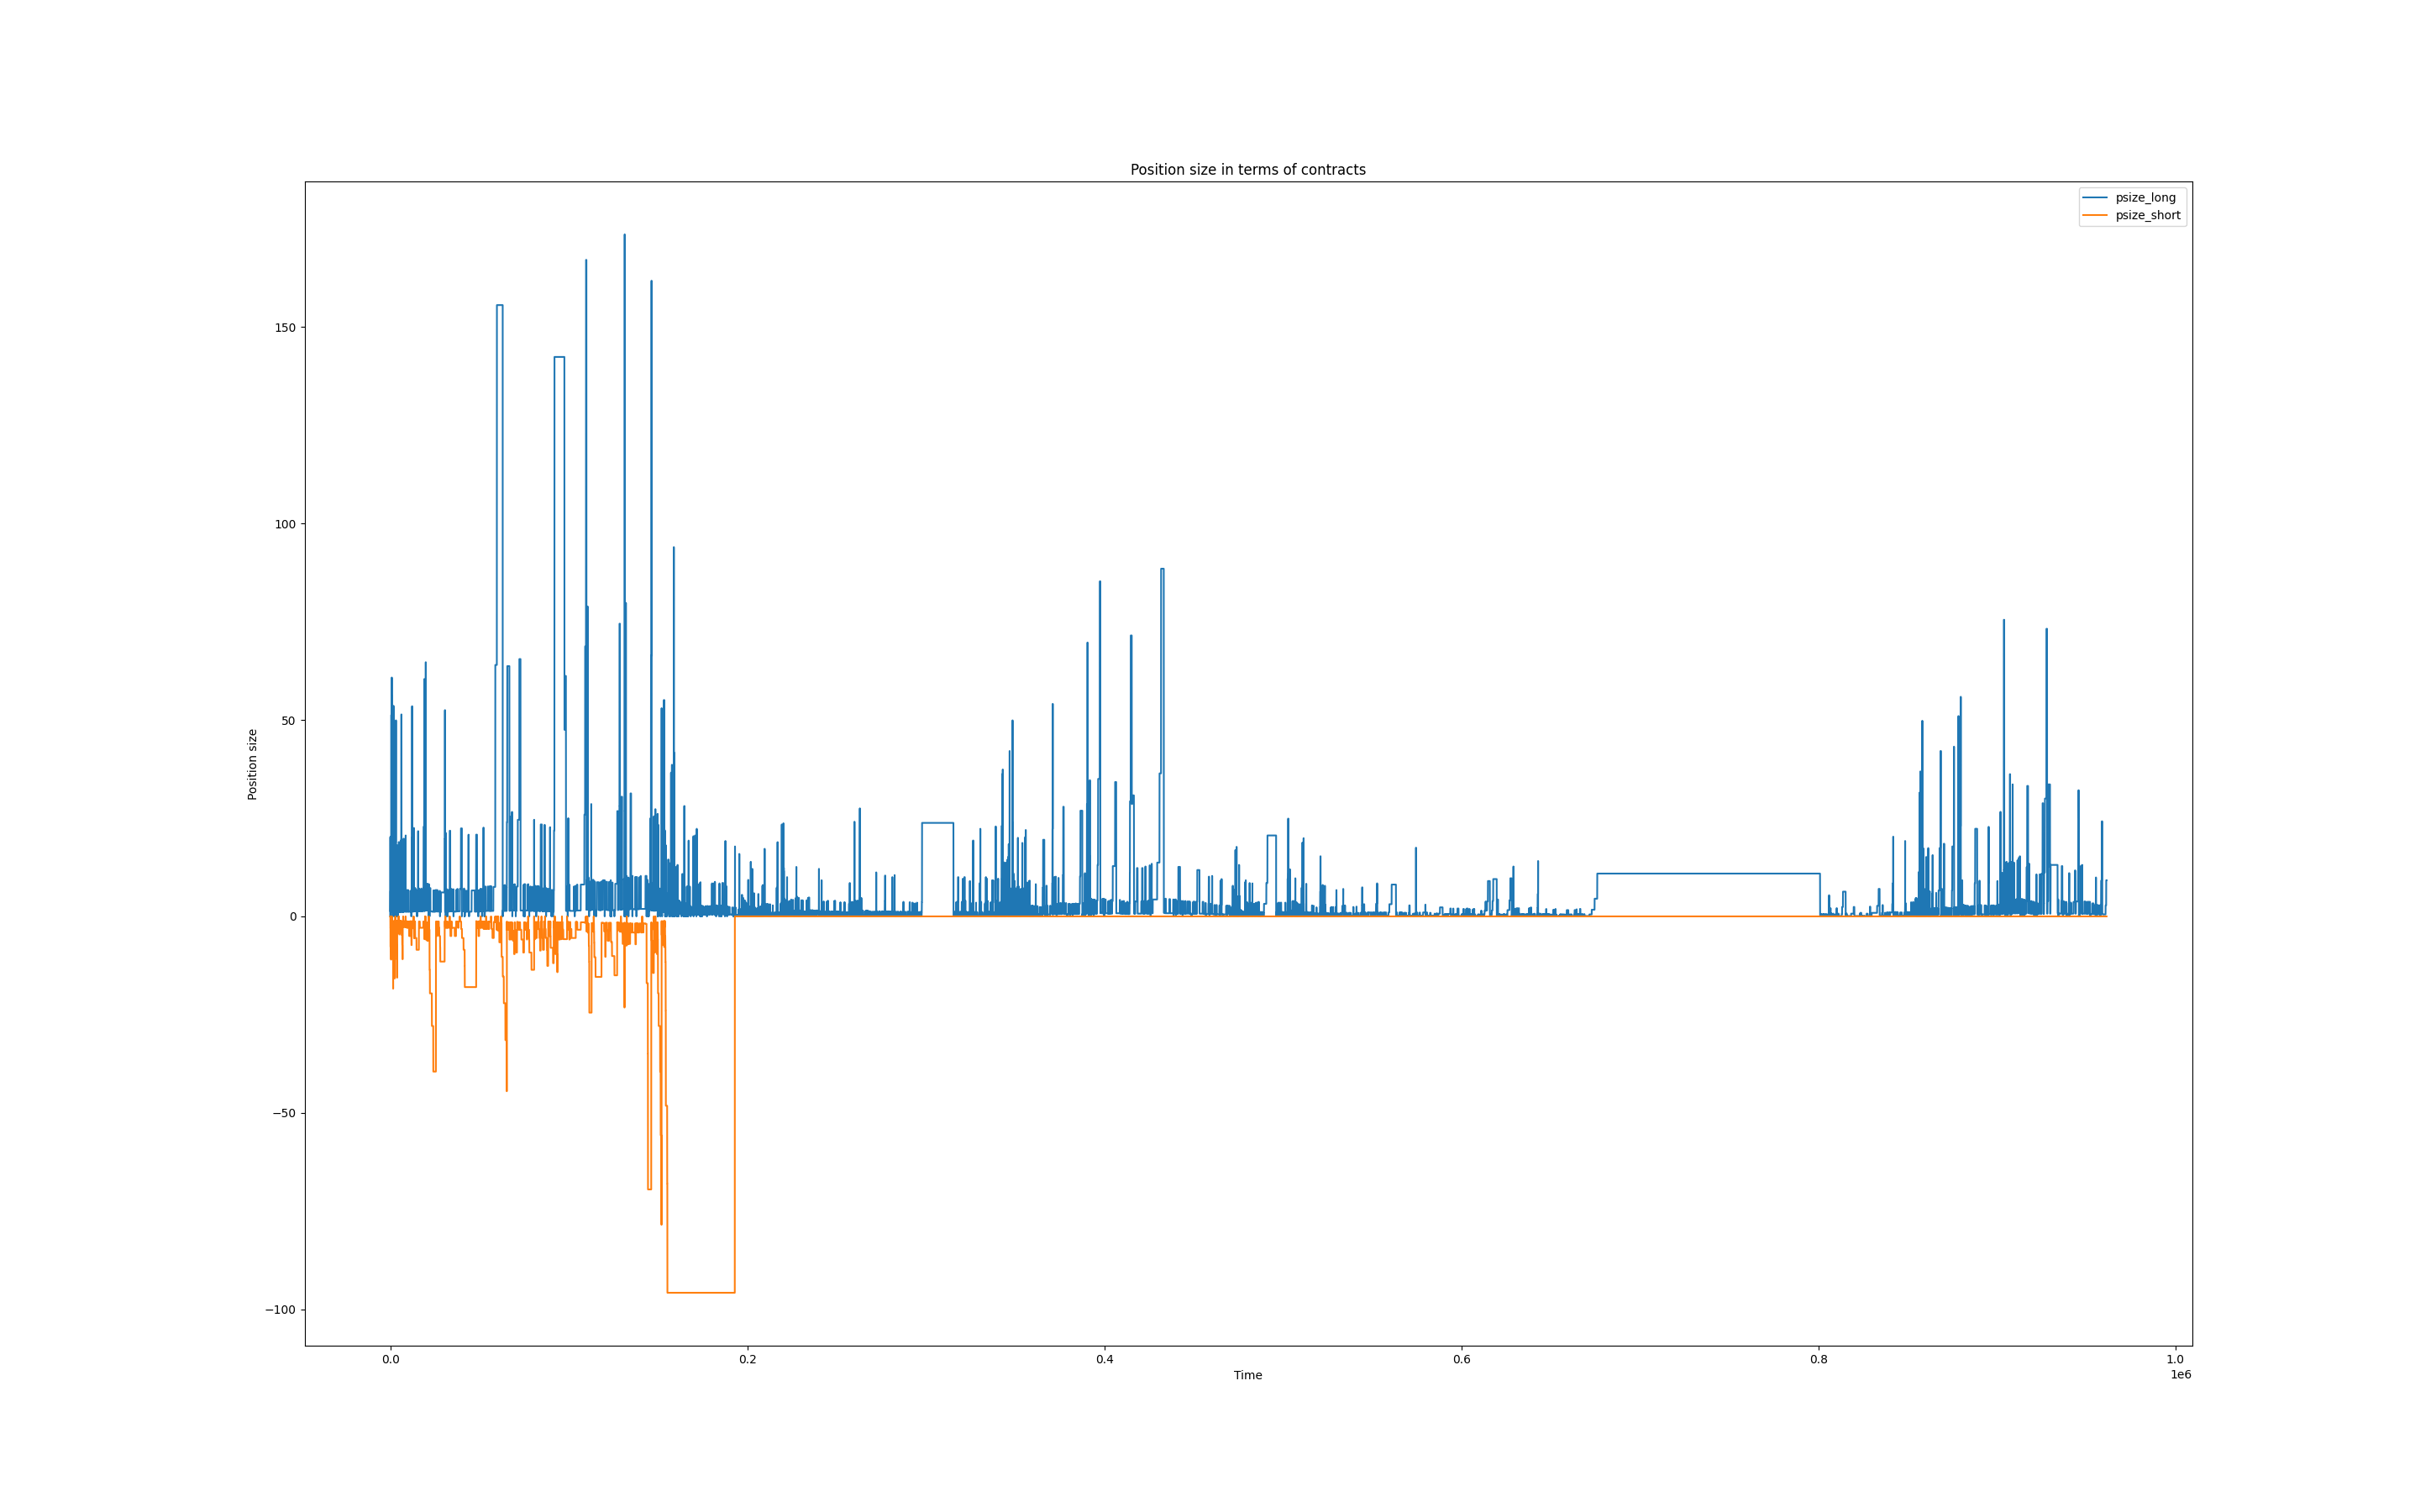 Position size in terms of contracts
psize_long
psize_short
150
100
50
0
−50
−100
Position size
0.0
0.2
0.4
0.6
0.8
1.0
1e6
Time